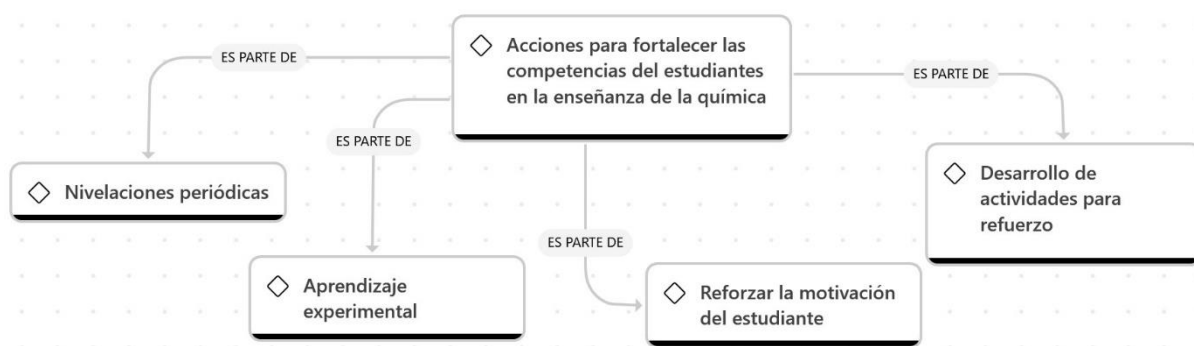 Acciones para fortalecer las
competencias del estudiantes
en la enseñanza de la química
ES PARTE DE
ES PARTE DE
ES PARTE DE
ES PARTE DE
Nivelaciones periódicas
Aprendizaje
experimental
Reforzar la motivación
del estudiante
Desarrollo de
actividades para
refuerzo